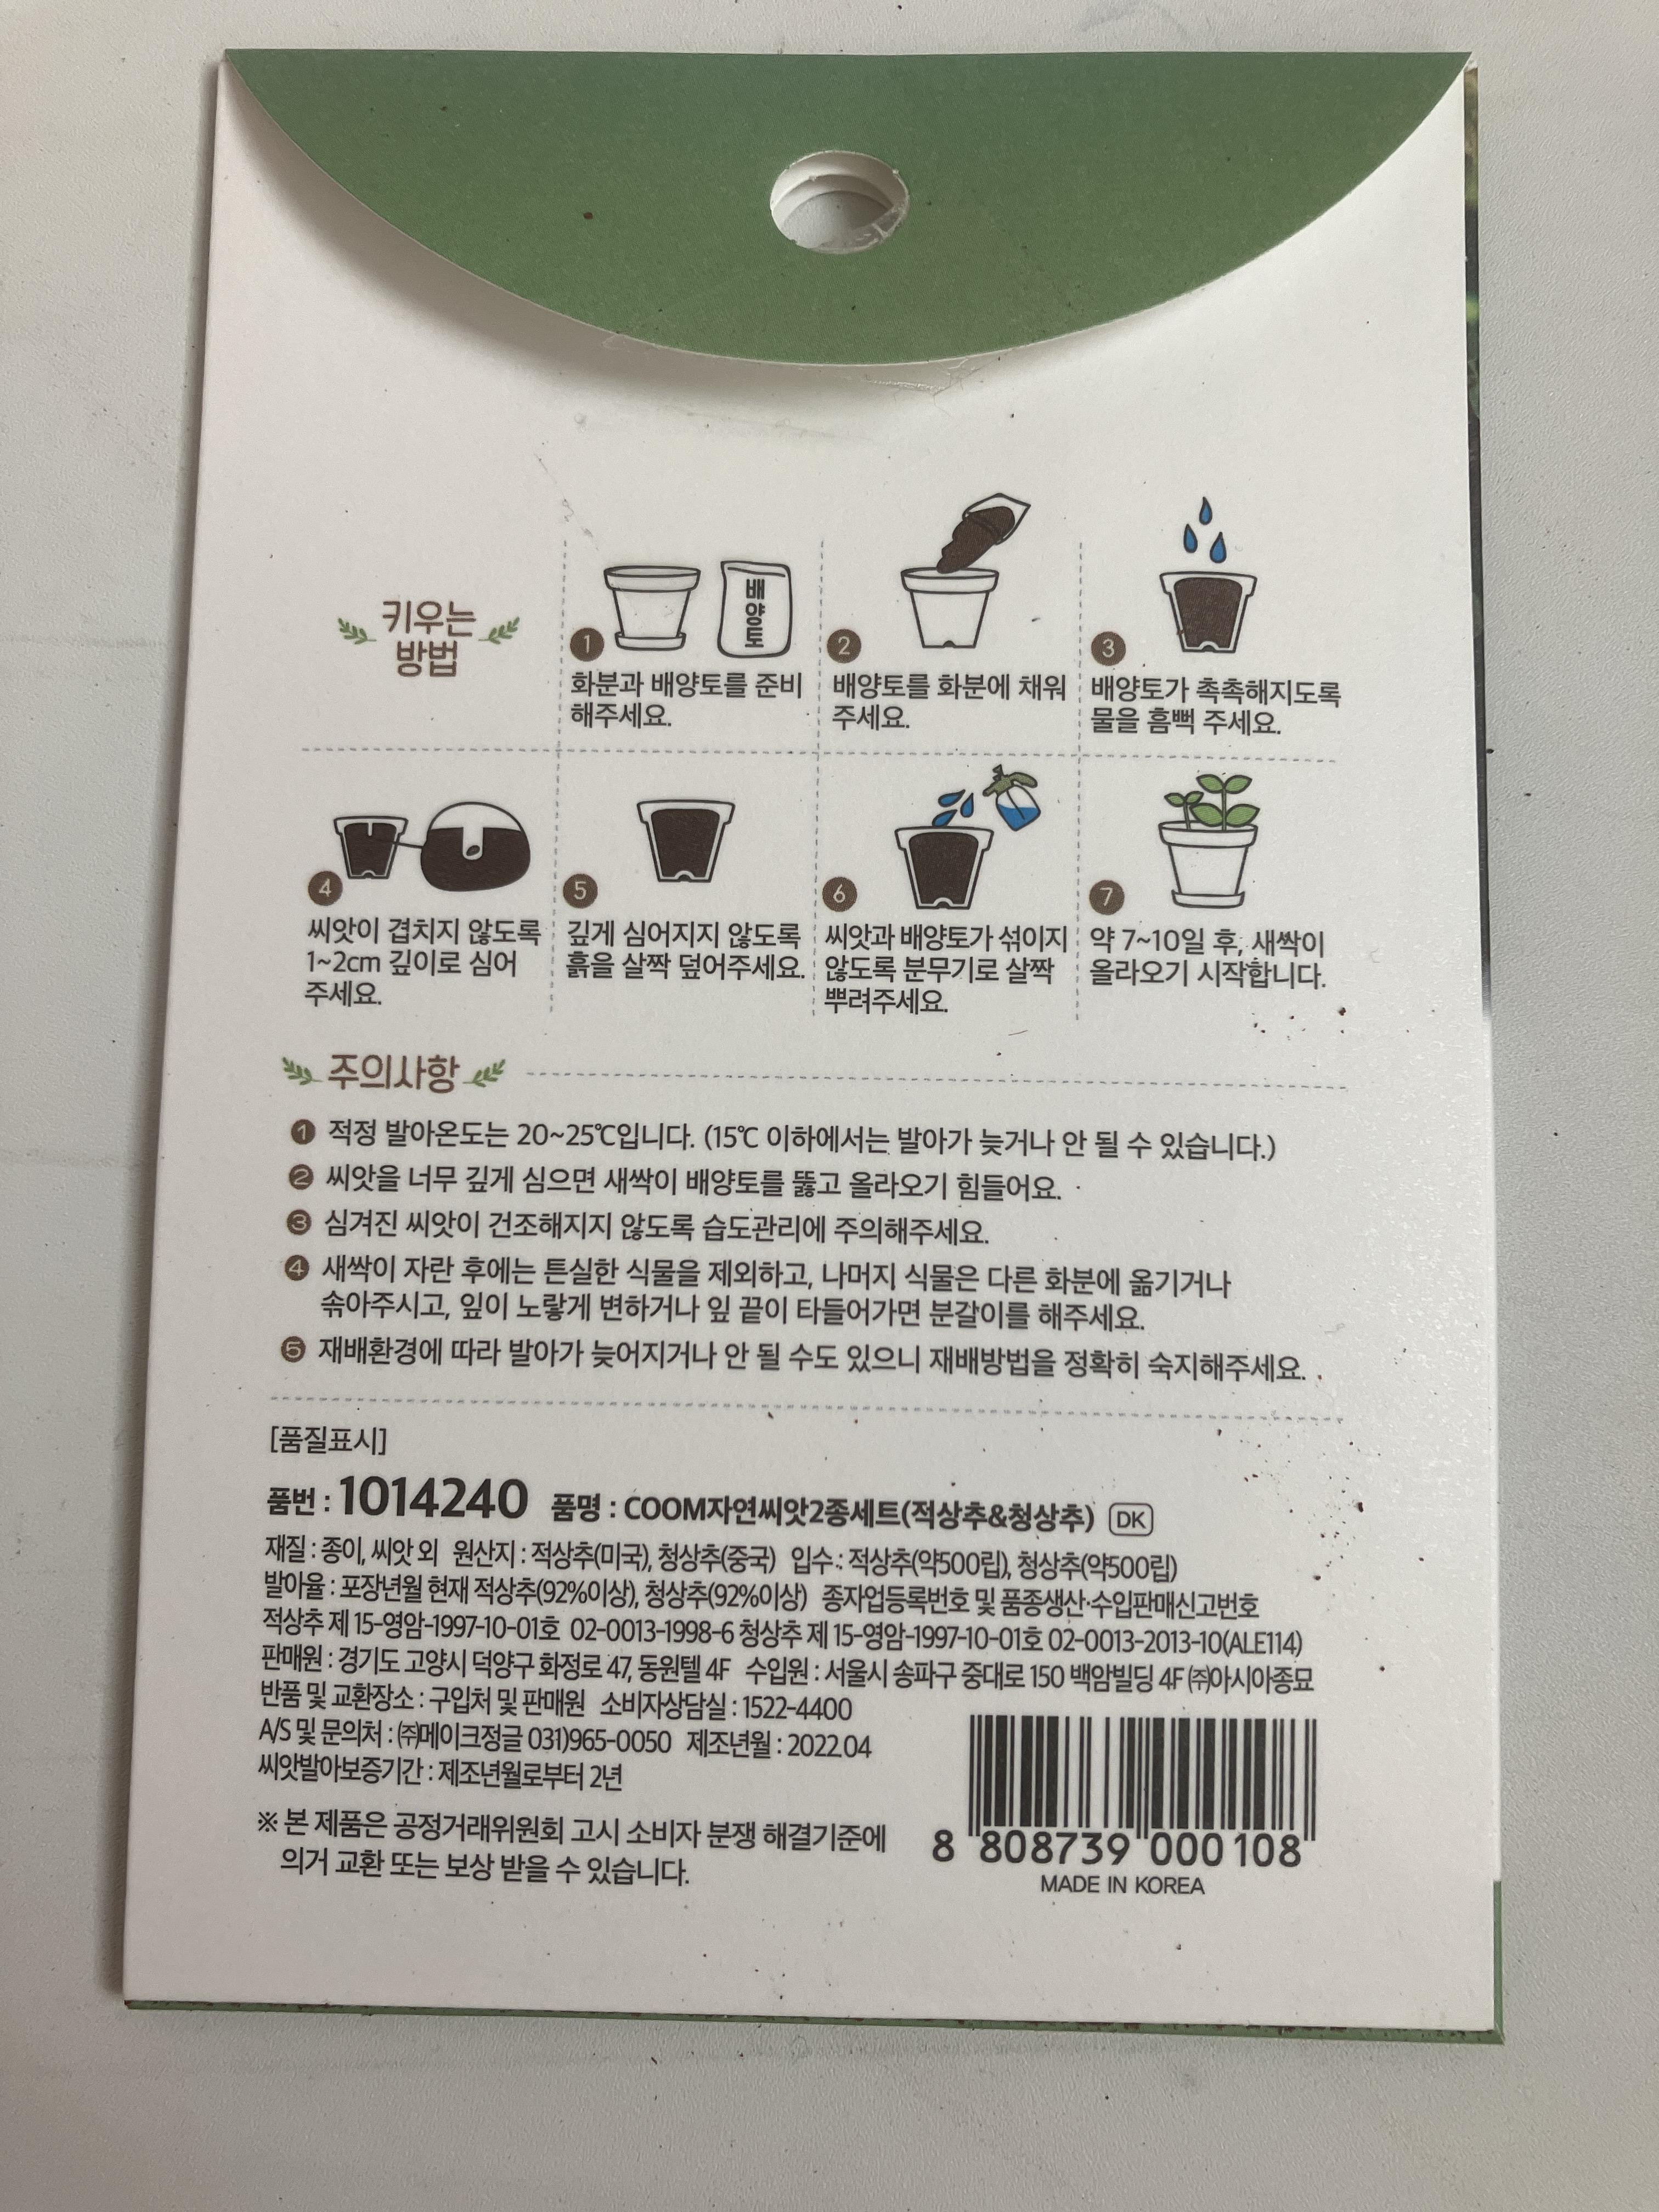 키우는
방법
배양토
1
화분과 배양토를 준비
해주세요.
2
배양토를 화분에 채워
주세요.
3
배양토가 촉촉해지도록
물을 흠뻑 주세요.
4
씨앗이 겹치지 않도록
1~2cm 깊이로 심어
주세요.
5
깊게 심어지지 않도록
흙을 살짝 덮어주세요.
6
씨앗과 배양토가 섞이지
않도록 분무기로 살짝
뿌려주세요.
7
약 7~10일 후, 새싹이
올라오기 시작합니다.
주의사항
1 적정 발아온도는 20~25℃입니다. (15℃ 이하에서는 발아가 늦거나 안 될 수 있습니다.)
2 씨앗을 너무 깊게 심으면 새싹이 배양토를 뚫고 올라오기 힘들어요.
3 심겨진 씨앗이 건조해지지 않도록 습도관리에 주의해주세요.
4 새싹이 자란 후에는 튼실한 식물을 제외하고, 나머지 식물은 다른 화분에 옮기거나
솎아주시고, 잎이 노랗게 변하거나 잎 끝이 타들어가면 분갈이를 해주세요.
5 재배환경에 따라 발아가 늦어지거나 안 될 수도 있으니 재배방법을 정확히 숙지해주세요.
[품질표시]
품번 : 1014240 품명 : COOM자연씨앗2종세트(적상추&청상추) DK
재질 : 종이, 씨앗 외 원산지 : 적상추(미국), 청상추(중국) 입수 : 적상추(약500립), 청상추(약500립)
발아율 : 포장년월 현재 적상추(92%이상), 청상추(92%이상) 종자업등록번호 및 품종생산·수입판매신고번호
적상추 제 15-영암-1997-10-01호 02-0013-1998-6 청상추 제 15-영암-1997-10-01호 02-0013-2013-10(ALE114)
판매원 : 경기도 고양시 덕양구 화정로 47, 동원텔 4F 수입원 : 서울시 송파구 중대로 150 백암빌딩 4F ㈜아시아종묘
반품 및 교환장소 : 구입처 및 판매원 소비자상담실 : 1522-4400
A/S 및 문의처 : ㈜메이크정글 031)965-0050 제조년월 : 2022.04
씨앗발아보증기간 : 제조년월로부터 2년
※ 본 제품은 공정거래위원회 고시 소비자 분쟁 해결기준에
의거 교환 또는 보상 받을 수 있습니다.
8 808739 000108
MADE IN KOREA